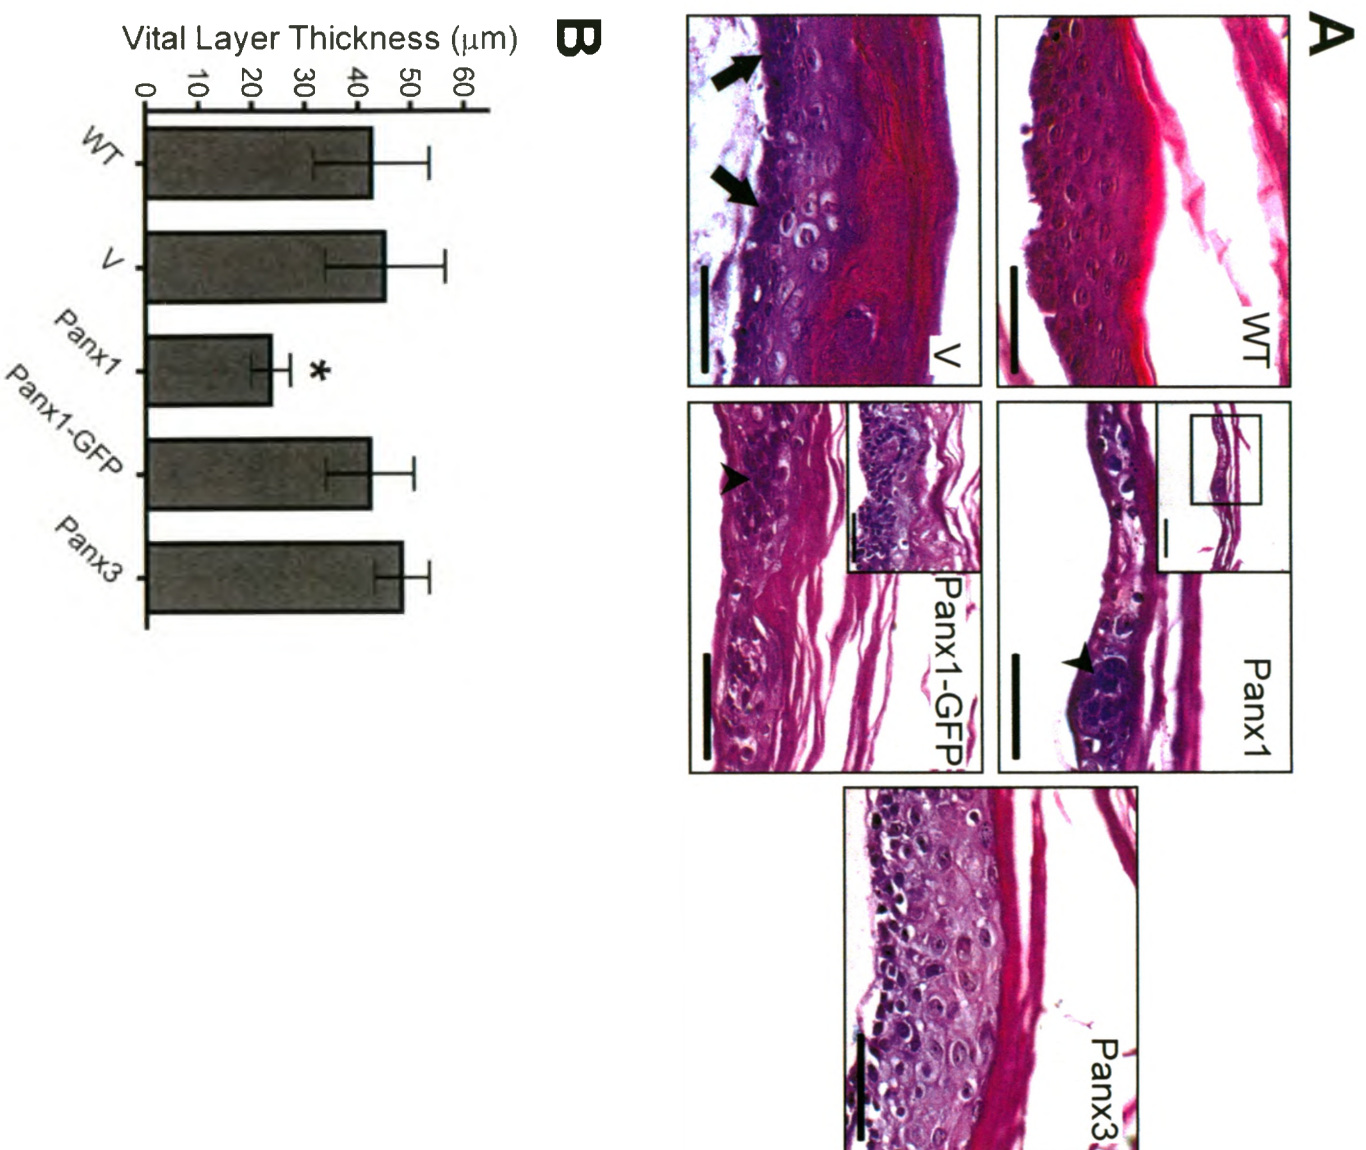 A
WT
Panx1
V
Panx1-GFP
Panx3
B
Vital Layer Thickness (μm)
0
10
20
30
40
50
60
WT
V
Panx1
Panx1-GFP
Panx3
*